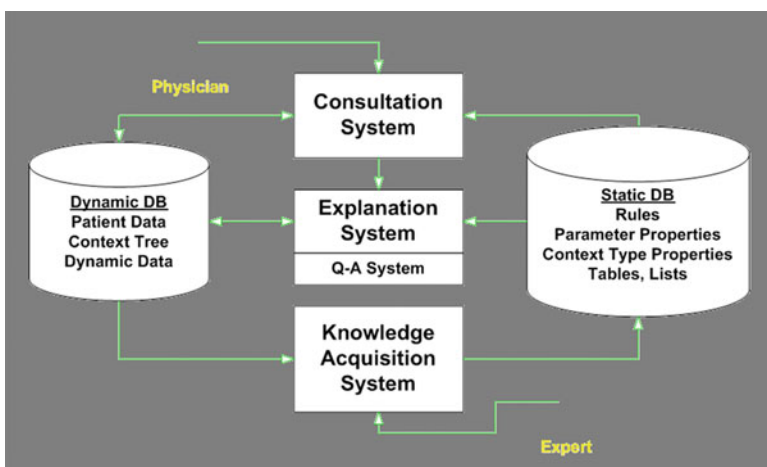 Physician
Consultation
System
Dynamic DB
Patient Data
Context Tree
Dynamic Data
Explanation
System
Q-A System
Static DB
Rules
Parameter Properties
Context Type Properties
Tables, Lists
Knowledge
Acquisition
System
Expert